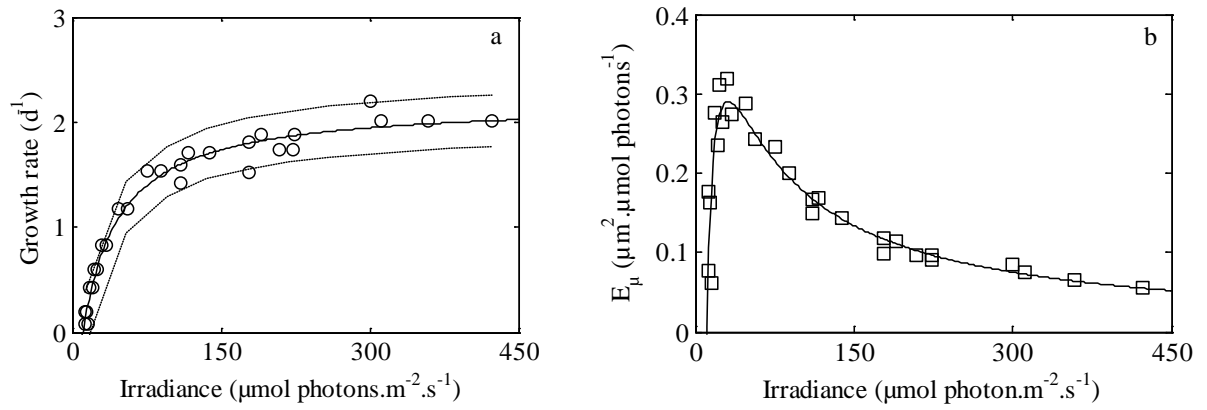 a
3
2
1
0
Growth rate (d⁻¹)
0 150 300 450
Irradiance (μmol photons.m⁻².s⁻¹)
b
0.4
0.3
0.2
0.1
0
E_μ (μm².μmol photons⁻¹)
0 150 300 450
Irradiance (μmol photon.m⁻².s⁻¹)